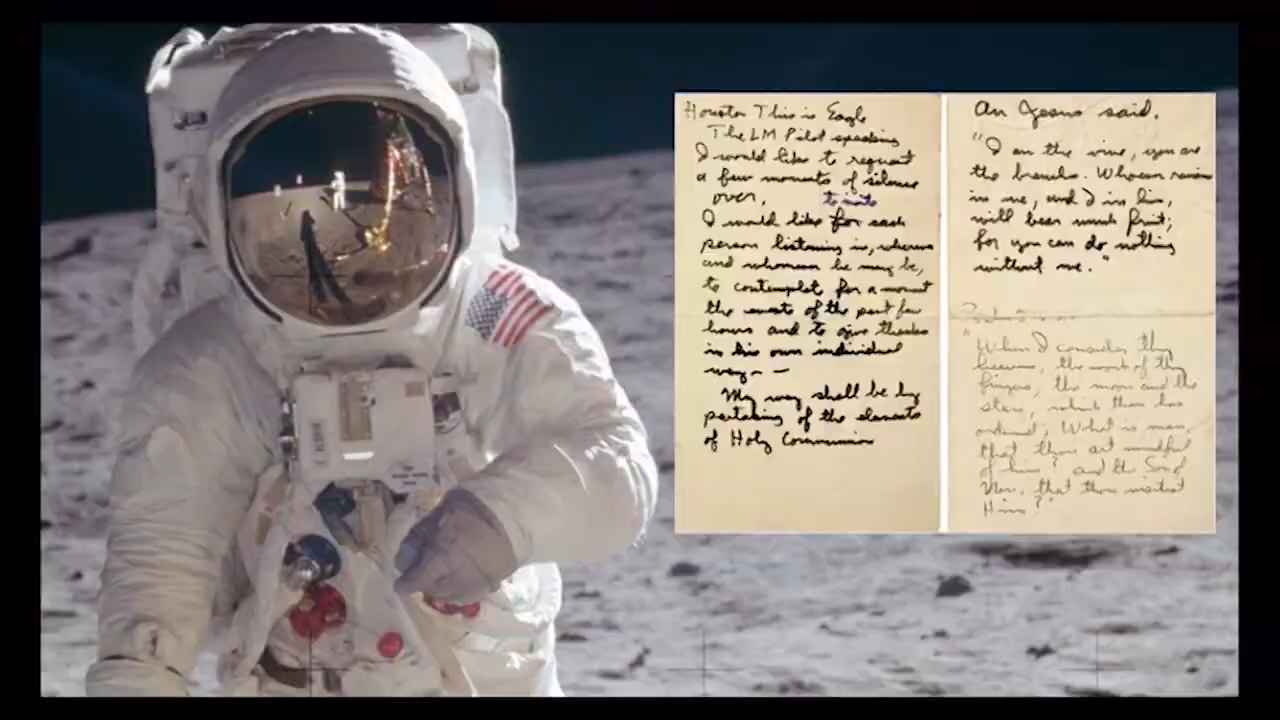 Houston This is Eagle
The LM Pilot speaking
I would like to request
a few moments of silence
over.
to invite
I would like for each
person listening in, wherever
and whomever he may be,
to contemplate for a moment
the events of the past few
hours and to give thanks
in his own individual
way — —
My way shall be by
partaking of the elements
of Holy Communion
An Jesus said,
"I am the vine, you are
the branches. Whoever remains
in me, and I in him,
will bear much fruit;
for you can do nothing
without me."
"When I consider thy
heavens, the work of thy
fingers, the moon and the
stars, which thou has
ordained; What is man
that thou art mindful
of him? and the Son of
Man, that thou visitest
Him?"